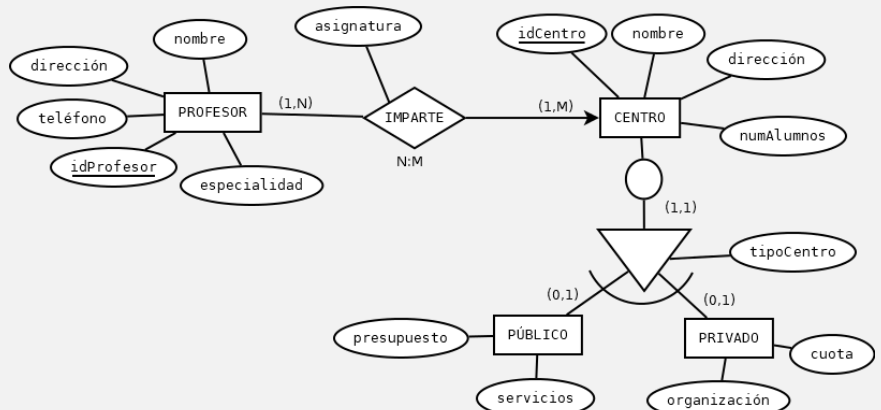 asignatura
idCentro
nombre
nombre
dirección
dirección
PROFESOR
(1,N)
IMPARTE
(1,M)
CENTRO
teléfono
numAlumnos
N:M
idProfesor
especialidad
(1,1)
tipoCentro
(0,1)
(0,1)
presupuesto
PÚBLICO
PRIVADO
cuota
servicios
organización